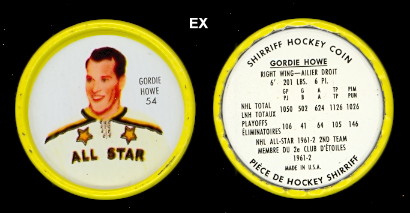 EX
GORDIE
HOWE
54
ALL STAR
SHIRRIFF HOCKEY COIN
GORDIE HOWE
RIGHT WING—AILIER DROIT
6' 201 LBS. 6 PI.
GP G A TP PM
PJ B A TP PUN
NHL TOTAL 1050 502 624 1126 1026
LNH TOTAUX
PLAYOFFS 106 41 64 105 146
ÉLIMINATOIRES
NHL ALL-STAR 1961-2 2ND TEAM
MEMBRE DU 2e CLUB D'ÉTOILES
1961-2
MADE IN U.S.A.
PIÈCE DE HOCKEY SHIRRIFF